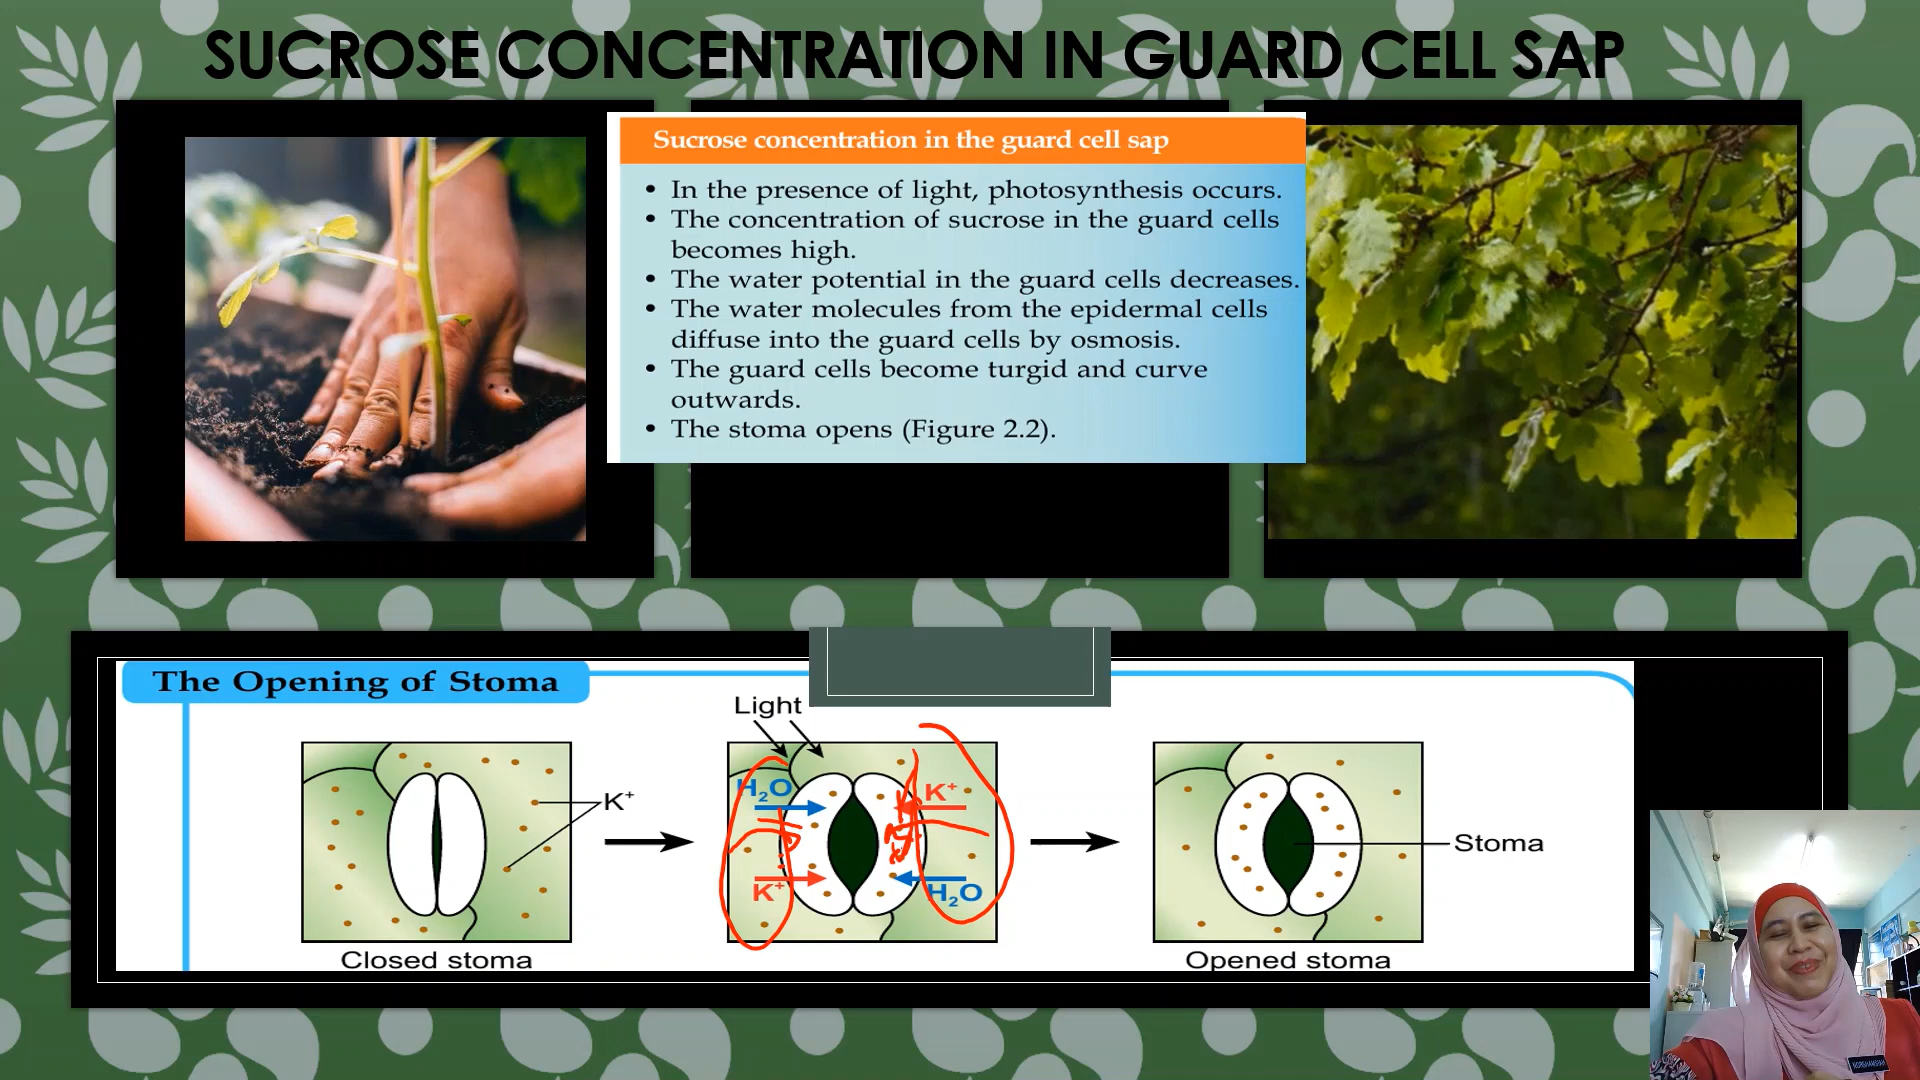 SUCROSE CONCENTRATION IN GUARD CELL SAP
Sucrose concentration in the guard cell sap
• In the presence of light, photosynthesis occurs.
• The concentration of sucrose in the guard cells
becomes high.
• The water potential in the guard cells decreases.
• The water molecules from the epidermal cells
diffuse into the guard cells by osmosis.
• The guard cells become turgid and curve
outwards.
• The stoma opens (Figure 2.2).
The Opening of Stoma
Light
K⁺
H₂O
K⁺
K⁺
H₂O
Stoma
Closed stoma
Opened stoma